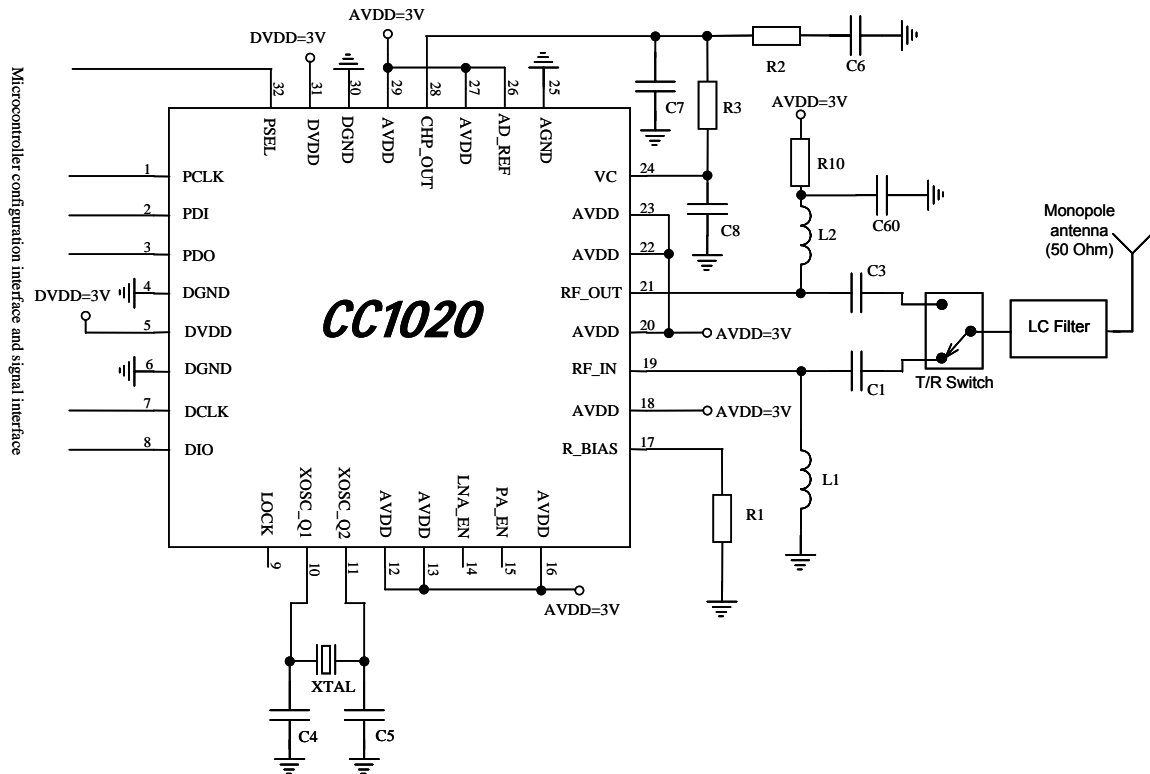 AVDD=3V
DVDD=3V
R2
C6
C7
R3
AVDD=3V
R10
C60
L2
C8
Microcontroller configuration interface and signal interface
32
31
30
29
28
27
26
25
PSEL
DVDD
DGND
AVDD
CHP_OUT
AVDD
AD_REF
AGND
1 PCLK
2 PDI
3 PDO
4 DGND
DVDD=3V
5 DVDD
6 DGND
7 DCLK
8 DIO
CC1020
VC 24
AVDD 23
AVDD 22
RF_OUT 21
AVDD 20 AVDD=3V
RF_IN 19
AVDD 18 AVDD=3V
R_BIAS 17
C3
C1
T/R Switch
LC Filter
Monopole
antenna
(50 Ohm)
L1
R1
LOCK
XOSC_Q1
XOSC_Q2
AVDD
AVDD
LNA_EN
PA_EN
AVDD
9
10
11
12
13
14
15
16
AVDD=3V
XTAL
C4
C5